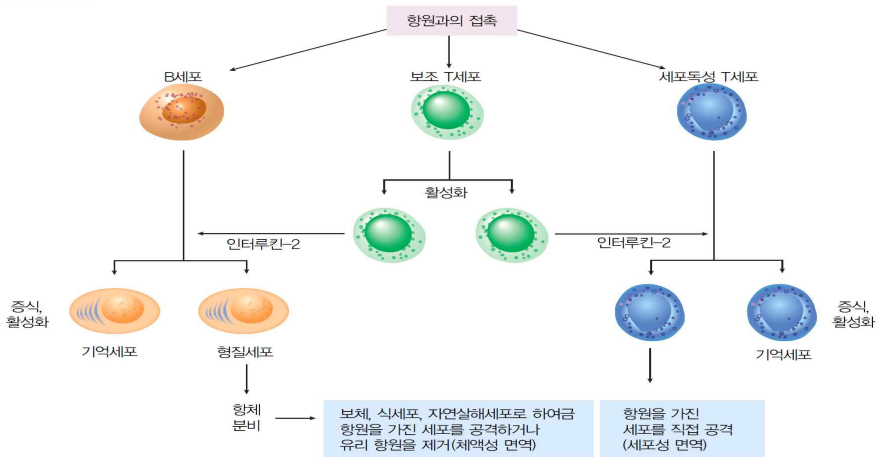 항원과의 접촉
B세포
보조 T세포
세포독성 T세포
활성화
인터루킨-2
인터루킨-2
증식,
활성화
기억세포
형질세포
기억세포
증식,
활성화
항체
분비
보체, 식세포, 자연살해세포로 하여금
항원을 가진 세포를 공격하거나
유리 항원을 제거(체액성 면역)
항원을 가진
세포를 직접 공격
(세포성 면역)